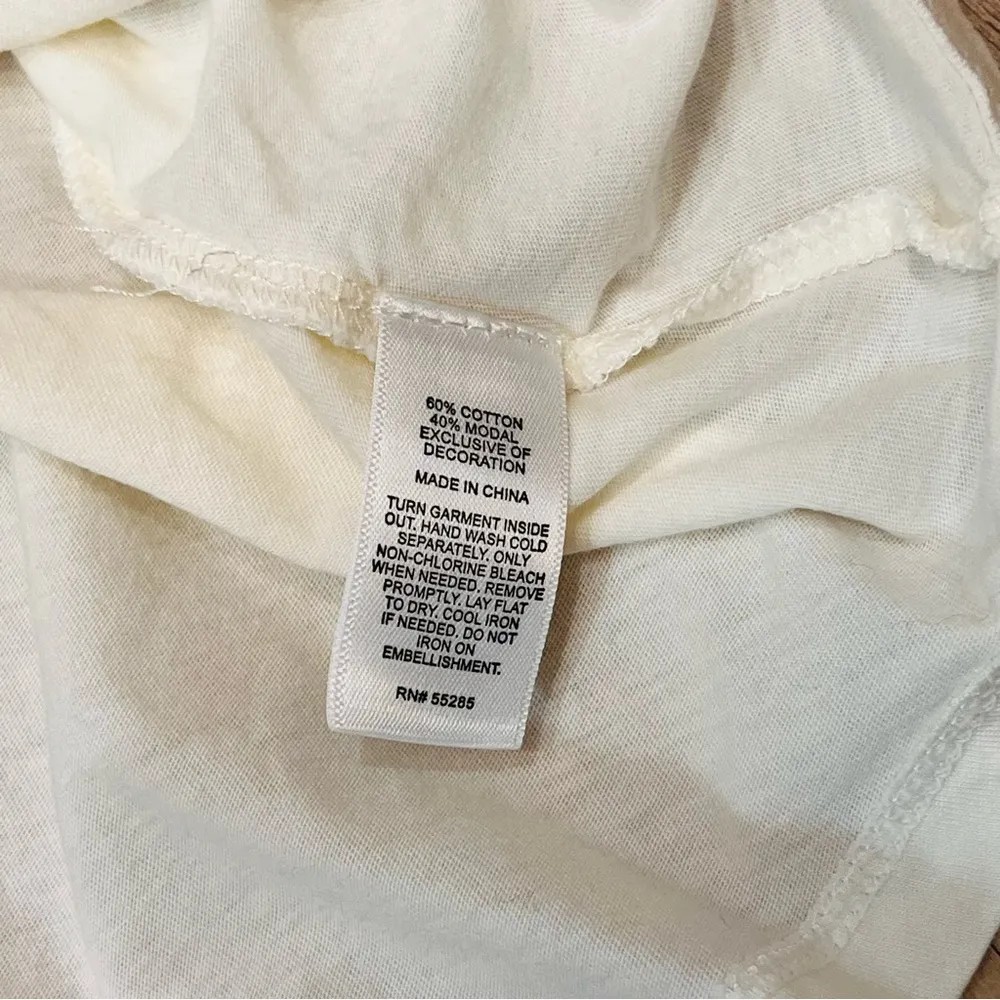 60% COTTON
40% MODAL
EXCLUSIVE OF
DECORATION
MADE IN CHINA
TURN GARMENT INSIDE
OUT. HAND WASH COLD
SEPARATELY. ONLY
NON-CHLORINE BLEACH
WHEN NEEDED. REMOVE
PROMPTLY. LAY FLAT
TO DRY. COOL IRON
IF NEEDED. DO NOT
IRON ON
EMBELLISHMENT.
RN# 55285